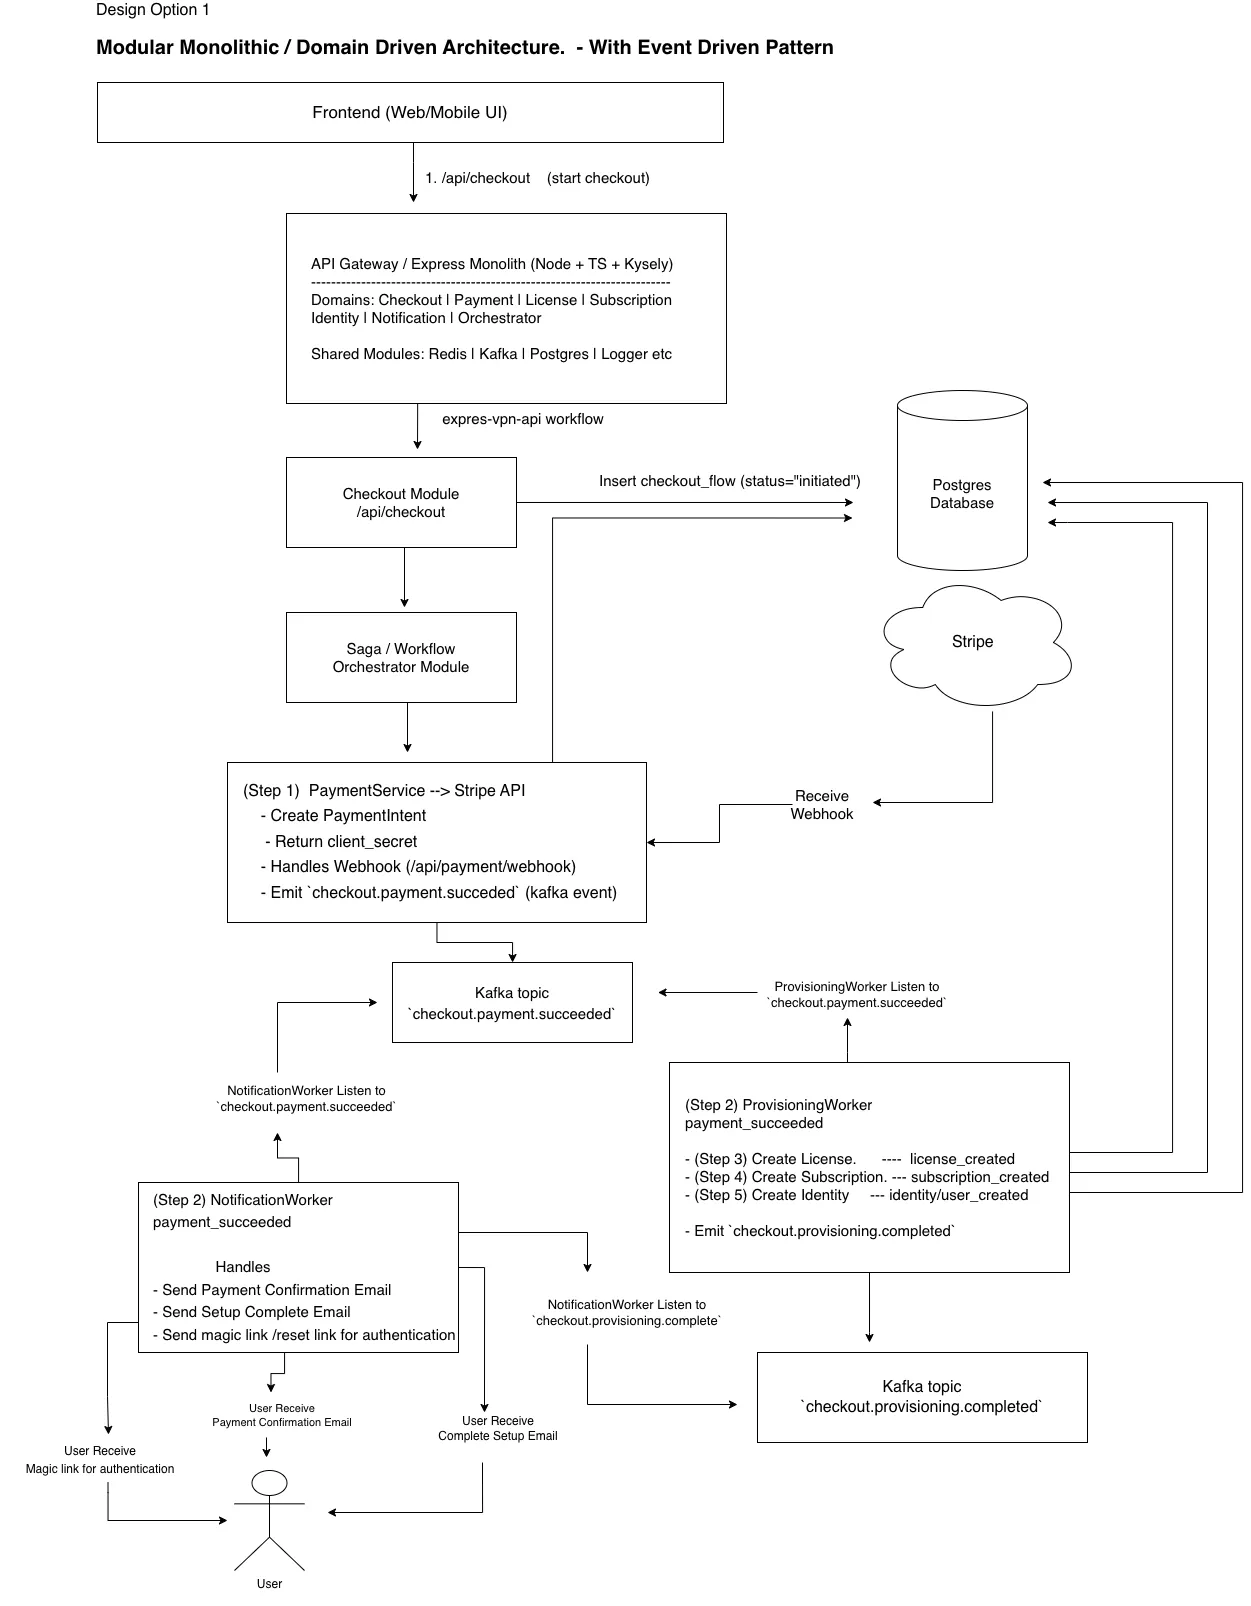 Design Option 1
Modular Monolithic / Domain Driven Architecture.  - With Event Driven Pattern
Frontend (Web/Mobile UI)
1. /api/checkout    (start checkout)
API Gateway / Express Monolith (Node + TS + Kysely)
------------------------------------------------------------------------
Domains: Checkout | Payment | License | Subscription
Identity | Notification | Orchestrator
Shared Modules: Redis | Kafka | Postgres | Logger etc
expres-vpn-api workflow
Checkout Module
/api/checkout
Insert checkout_flow (status="initiated")
Postgres
Database
Saga / Workflow
Orchestrator Module
Stripe
(Step 1)  PaymentService --> Stripe API
- Create PaymentIntent
- Return client_secret
- Handles Webhook (/api/payment/webhook)
- Emit `checkout.payment.succeded` (kafka event)
Receive
Webhook
Kafka topic
`checkout.payment.succeeded`
ProvisioningWorker Listen to
`checkout.payment.succeeded`
NotificationWorker Listen to
`checkout.payment.succeeded`
(Step 2) ProvisioningWorker
payment_succeeded
- (Step 3) Create License.      ----  license_created
- (Step 4) Create Subscription. --- subscription_created
- (Step 5) Create Identity     --- identity/user_created
- Emit `checkout.provisioning.completed`
(Step 2) NotificationWorker
payment_succeeded
Handles
- Send Payment Confirmation Email
- Send Setup Complete Email
- Send magic link /reset link for authentication
NotificationWorker Listen to
`checkout.provisioning.complete`
Kafka topic
`checkout.provisioning.completed`
User Receive
Payment Confirmation Email
User Receive
Complete Setup Email
User Receive
Magic link for authentication
User